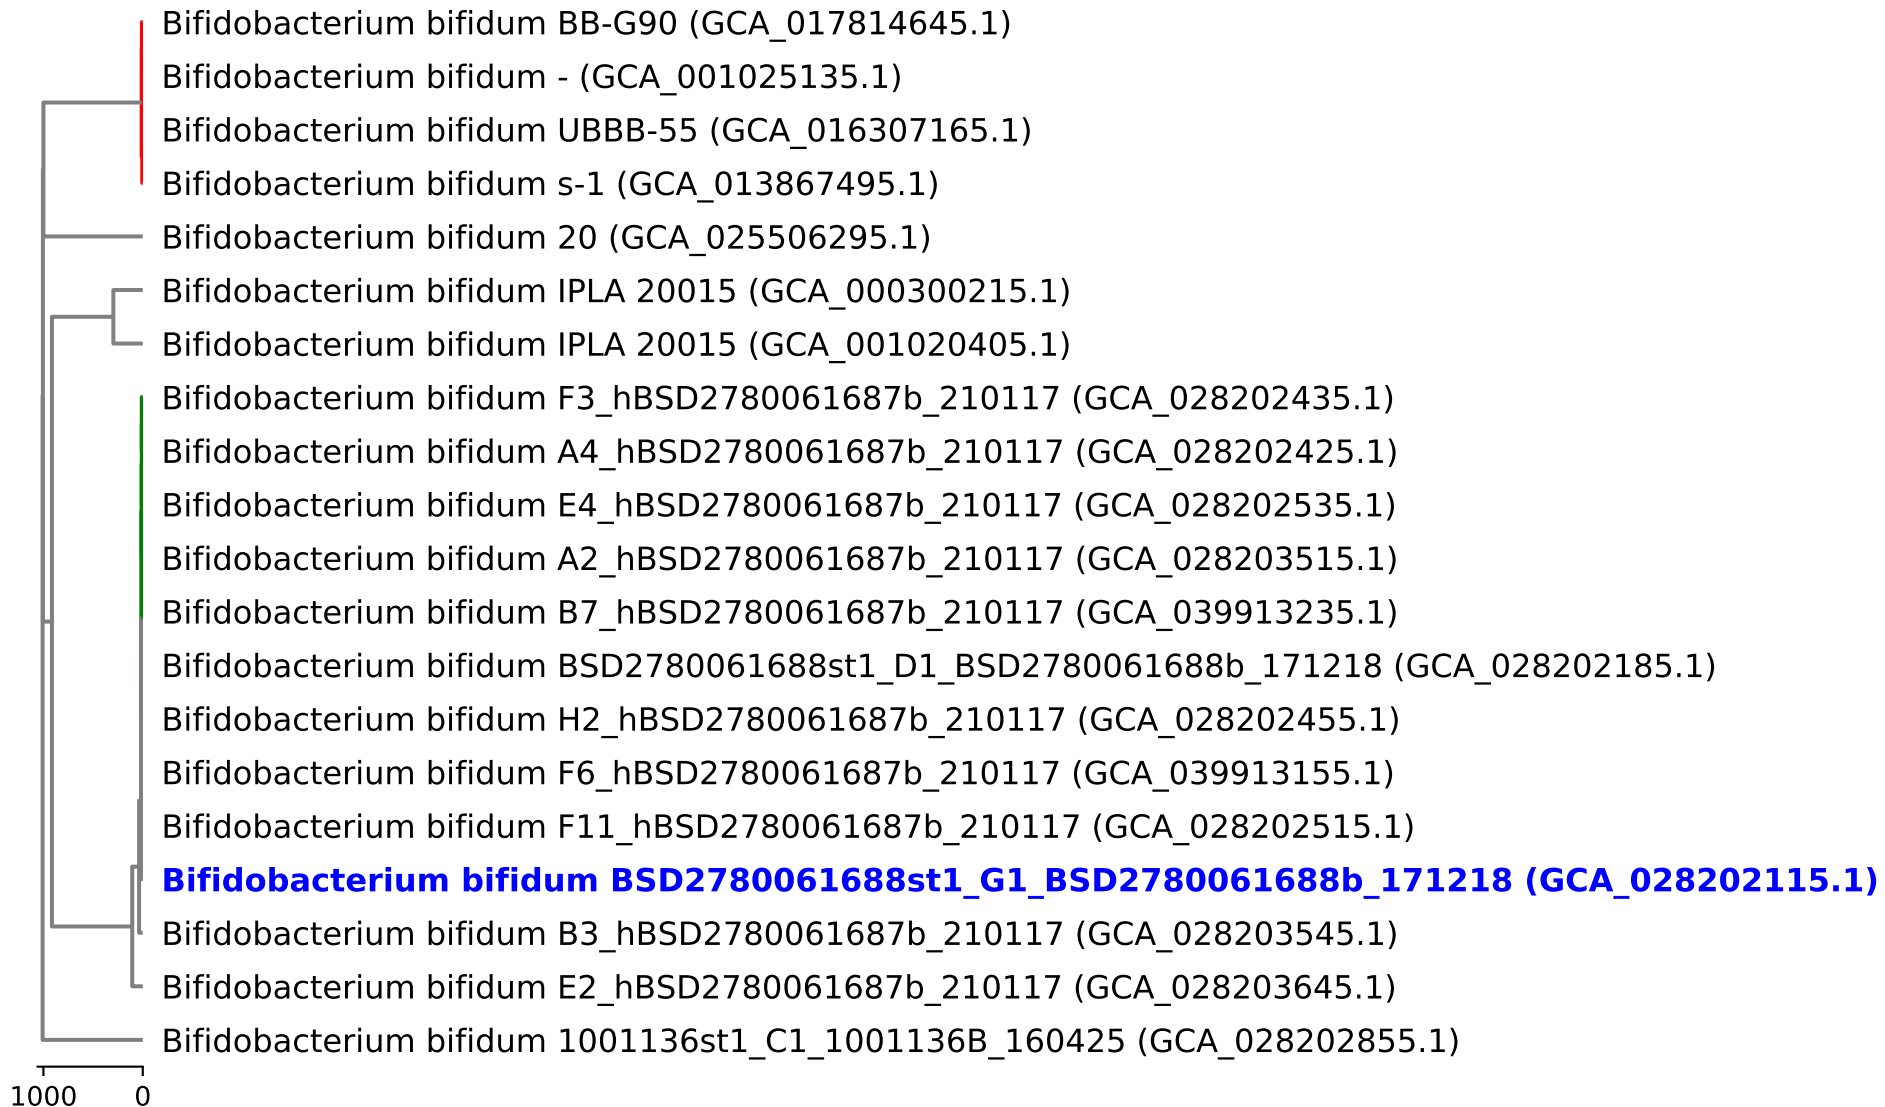 Bifidobacterium bifidum BB-G90 (GCA_017814645.1)
Bifidobacterium bifidum - (GCA_001025135.1)
Bifidobacterium bifidum UBBB-55 (GCA_016307165.1)
Bifidobacterium bifidum s-1 (GCA_013867495.1)
Bifidobacterium bifidum 20 (GCA_025506295.1)
Bifidobacterium bifidum IPLA 20015 (GCA_000300215.1)
Bifidobacterium bifidum IPLA 20015 (GCA_001020405.1)
Bifidobacterium bifidum F3_hBSD2780061687b_210117 (GCA_028202435.1)
Bifidobacterium bifidum A4_hBSD2780061687b_210117 (GCA_028202425.1)
Bifidobacterium bifidum E4_hBSD2780061687b_210117 (GCA_028202535.1)
Bifidobacterium bifidum A2_hBSD2780061687b_210117 (GCA_028203515.1)
Bifidobacterium bifidum B7_hBSD2780061687b_210117 (GCA_039913235.1)
Bifidobacterium bifidum BSD2780061688st1_D1_BSD2780061688b_171218 (GCA_028202185.1)
Bifidobacterium bifidum H2_hBSD2780061687b_210117 (GCA_028202455.1)
Bifidobacterium bifidum F6_hBSD2780061687b_210117 (GCA_039913155.1)
Bifidobacterium bifidum F11_hBSD2780061687b_210117 (GCA_028202515.1)
Bifidobacterium bifidum BSD2780061688st1_G1_BSD2780061688b_171218 (GCA_028202115.1)
Bifidobacterium bifidum B3_hBSD2780061687b_210117 (GCA_028203545.1)
Bifidobacterium bifidum E2_hBSD2780061687b_210117 (GCA_028203645.1)
Bifidobacterium bifidum 1001136st1_C1_1001136B_160425 (GCA_028202855.1)
1000 0